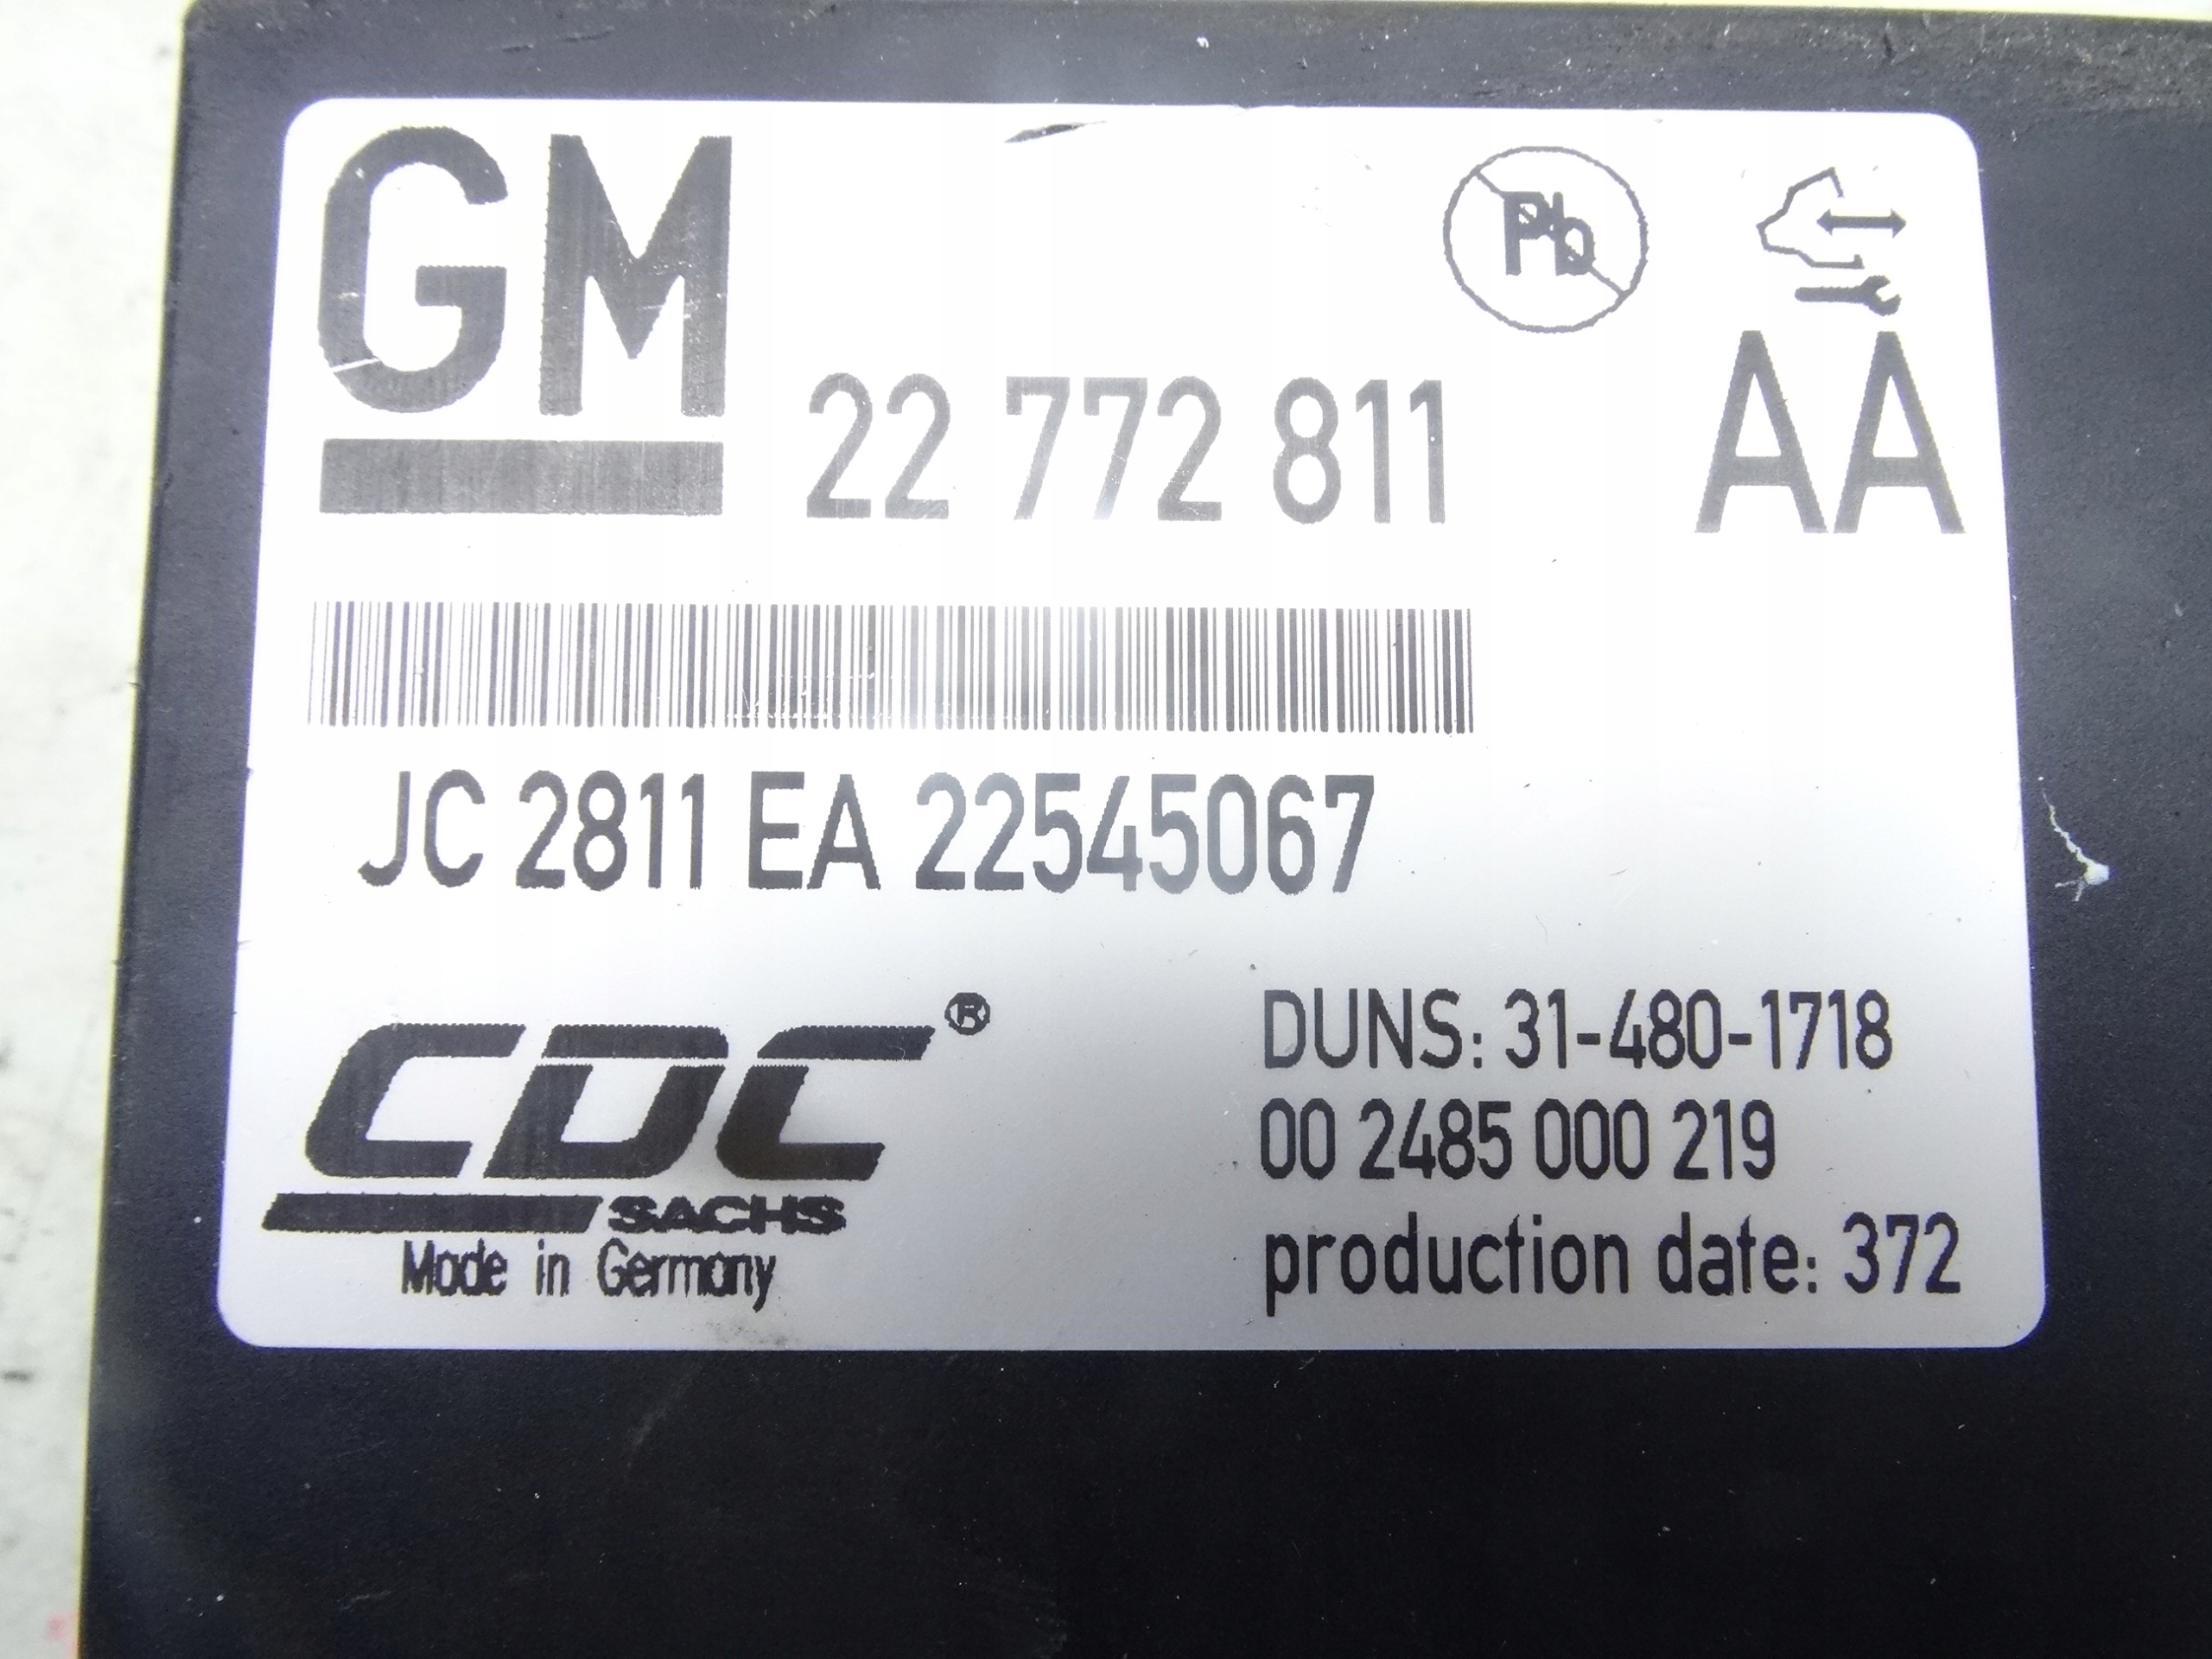 GM
Pb
22 772 811
AA
JC 2811 EA 22545067
CDC®
SACHS
Made in Germany
DUNS: 31-480-1718
00 2485 000 219
production date: 372